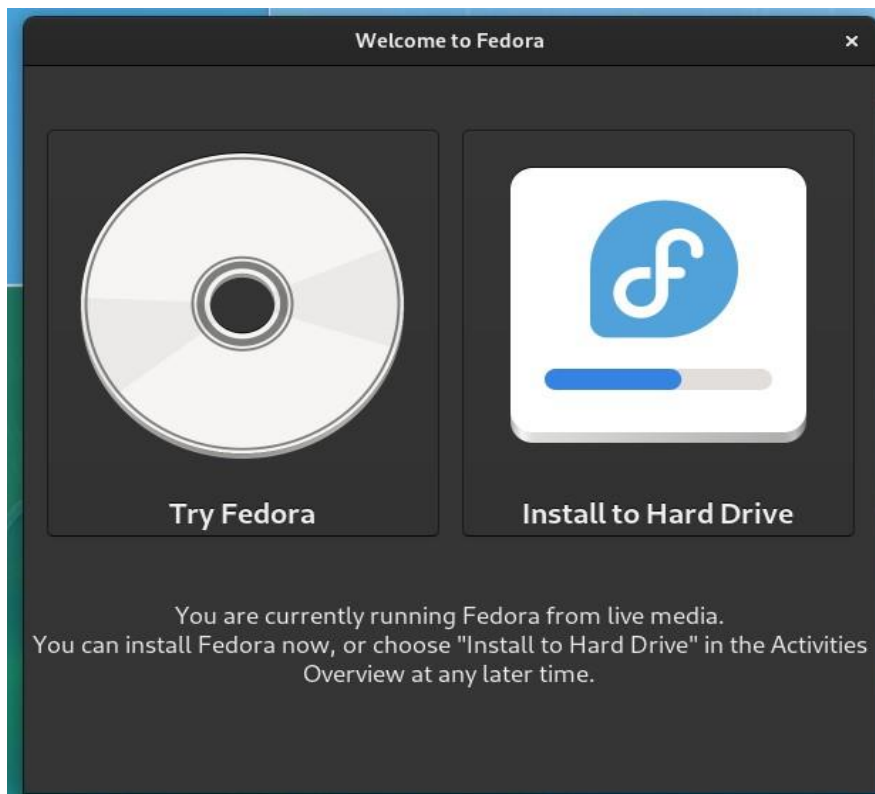 Welcome to Fedora
Try Fedora
Install to Hard Drive
You are currently running Fedora from live media.
You can install Fedora now, or choose "Install to Hard Drive" in the Activities
Overview at any later time.